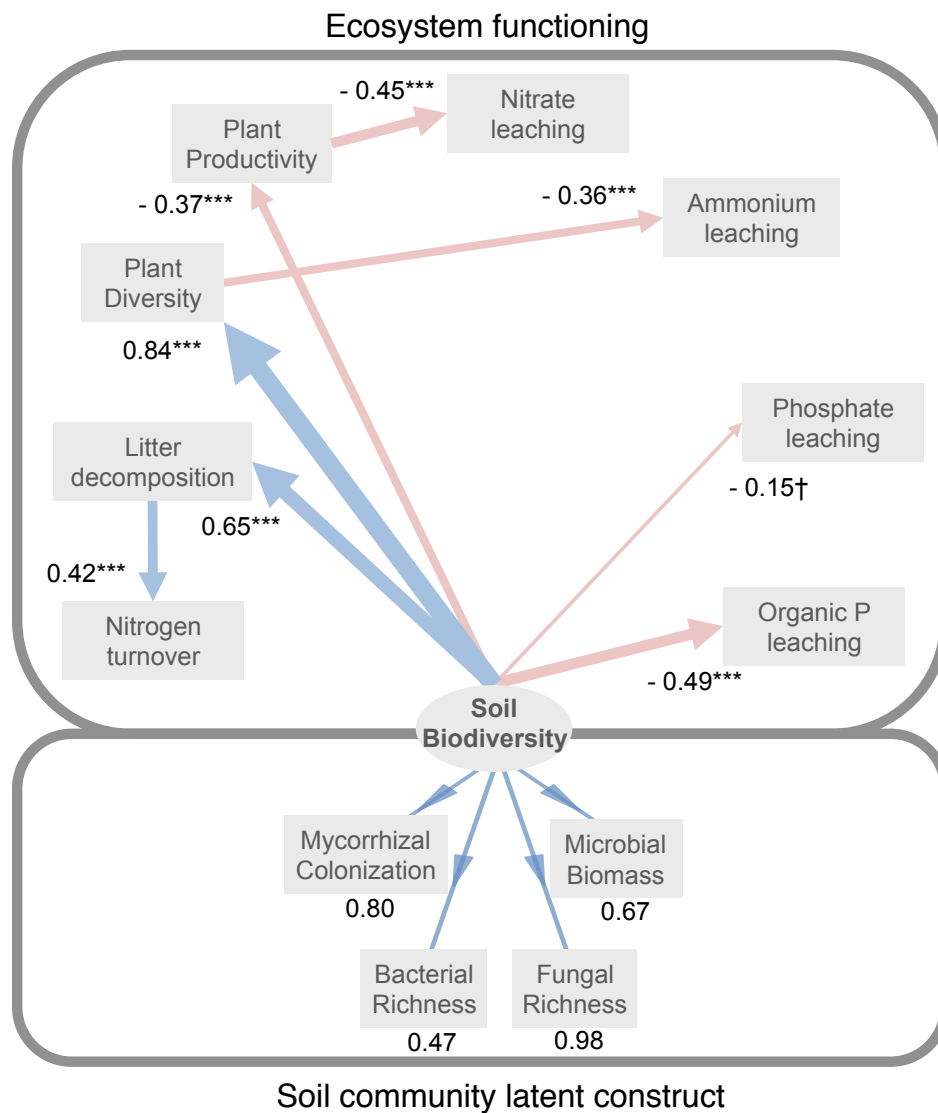 Ecosystem functioning
- 0.45***
Nitrate
leaching
Plant
Productivity
- 0.37***
- 0.36***
Ammonium
leaching
Plant
Diversity
0.84***
Phosphate
leaching
- 0.15†
Litter
decomposition
0.65***
0.42***
Nitrogen
turnover
Organic P
leaching
- 0.49***
Soil
Biodiversity
Mycorrhizal
Colonization
0.80
Microbial
Biomass
0.67
Bacterial
Richness
0.47
Fungal
Richness
0.98
Soil community latent construct